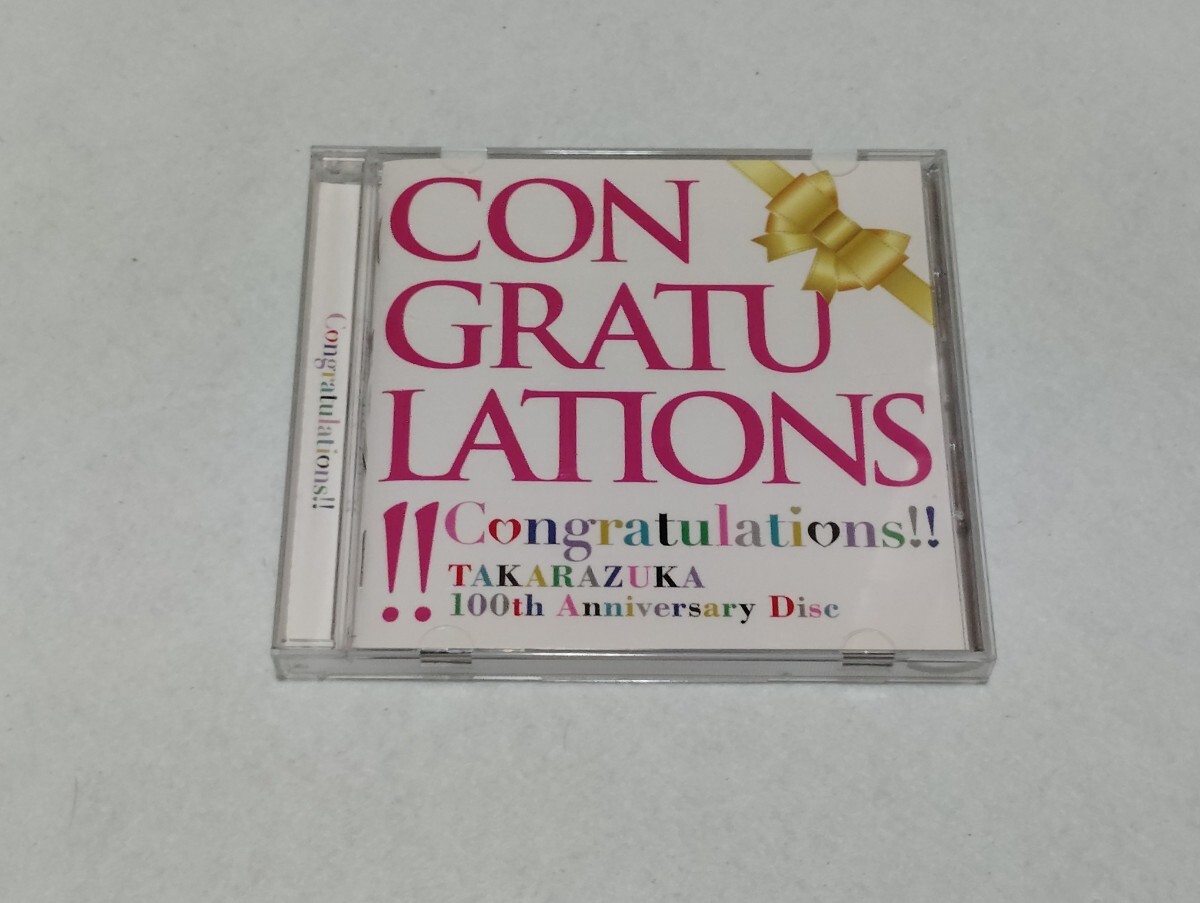 Congratulations!!
CON
GRATU
LATIONS
!!
Congratulations!!
TAKARAZUKA
100th Anniversary Disc